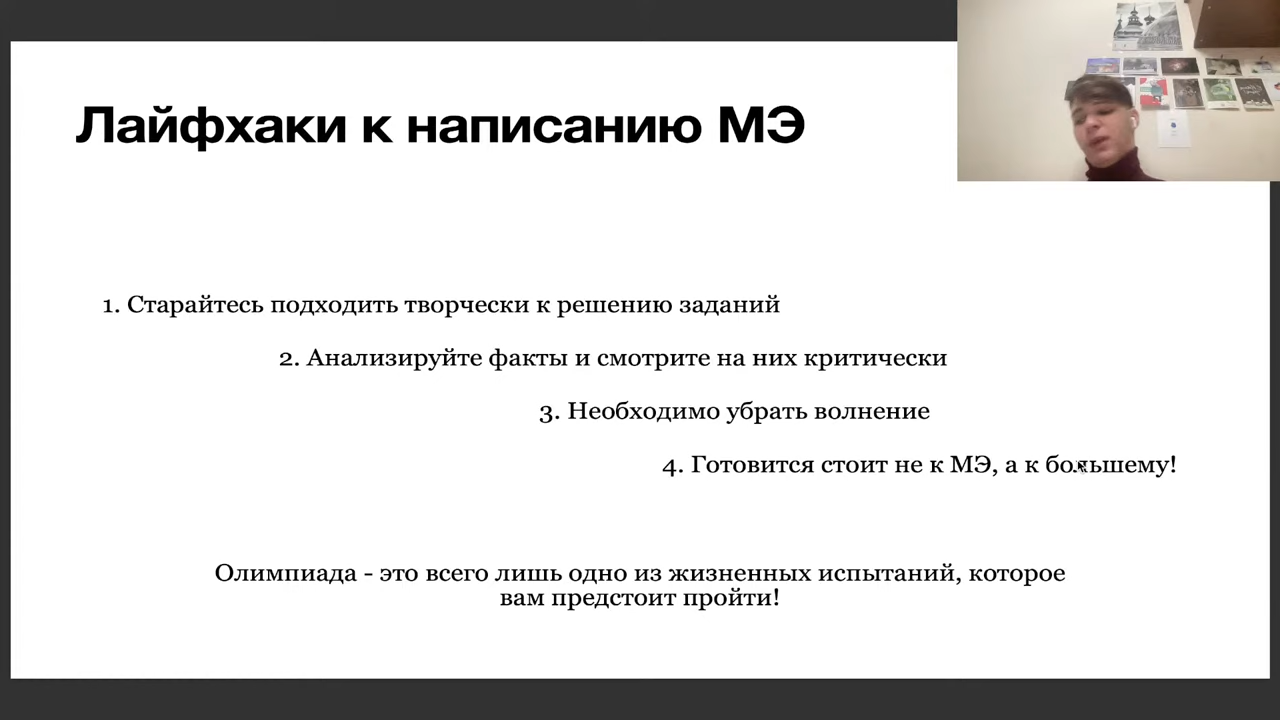 Лайфхаки к написанию МЭ
1. Старайтесь подходить творчески к решению заданий
2. Анализируйте факты и смотрите на них критически
3. Необходимо убрать волнение
4. Готовится стоит не к МЭ, а к большему!
Олимпиада - это всего лишь одно из жизненных испытаний, которое
вам предстоит пройти!